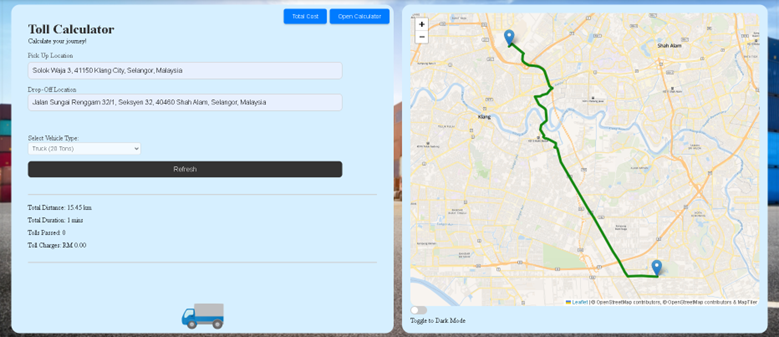 Total Cost
Open Calculator
Toll Calculator
Calculate your journey!
Pick Up Location
Solok Waja 3, 41150 Klang City, Selangor, Malaysia
Drop-Off Location
Jalan Sungai Renggam 32/1, Seksyen 32, 40460 Shah Alam, Selangor, Malaysia
Select Vehicle Type:
Truck (20 Tons)
Refresh
Total Distance: 15.45 km
Total Duration: 1 mins
Tolls Passed: 0
Toll Charges: RM 0.00
+
−
Shah Alam
Klang
Leaflet | © OpenStreetMap contributors, © OpenStreetMap contributors & MapTiler
Toggle to Dark Mode